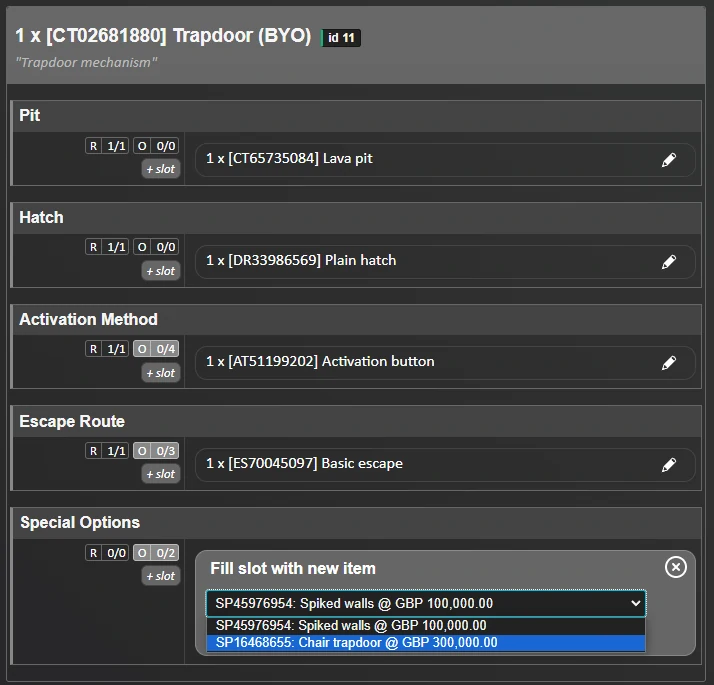 1 x [CT02681880] Trapdoor (BYO) id 11
"Trapdoor mechanism"
Pit
R 1/1 O 0/0
+ slot
1 x [CT65735084] Lava pit
Hatch
R 1/1 O 0/0
+ slot
1 x [DR33986569] Plain hatch
Activation Method
R 1/1 O 0/4
+ slot
1 x [AT51199202] Activation button
Escape Route
R 1/1 O 0/3
+ slot
1 x [ES70045097] Basic escape
Special Options
R 0/0 O 0/2
+ slot
Fill slot with new item
SP45976954: Spiked walls @ GBP 100,000.00
SP45976954: Spiked walls @ GBP 100,000.00
SP16468655: Chair trapdoor @ GBP 300,000.00